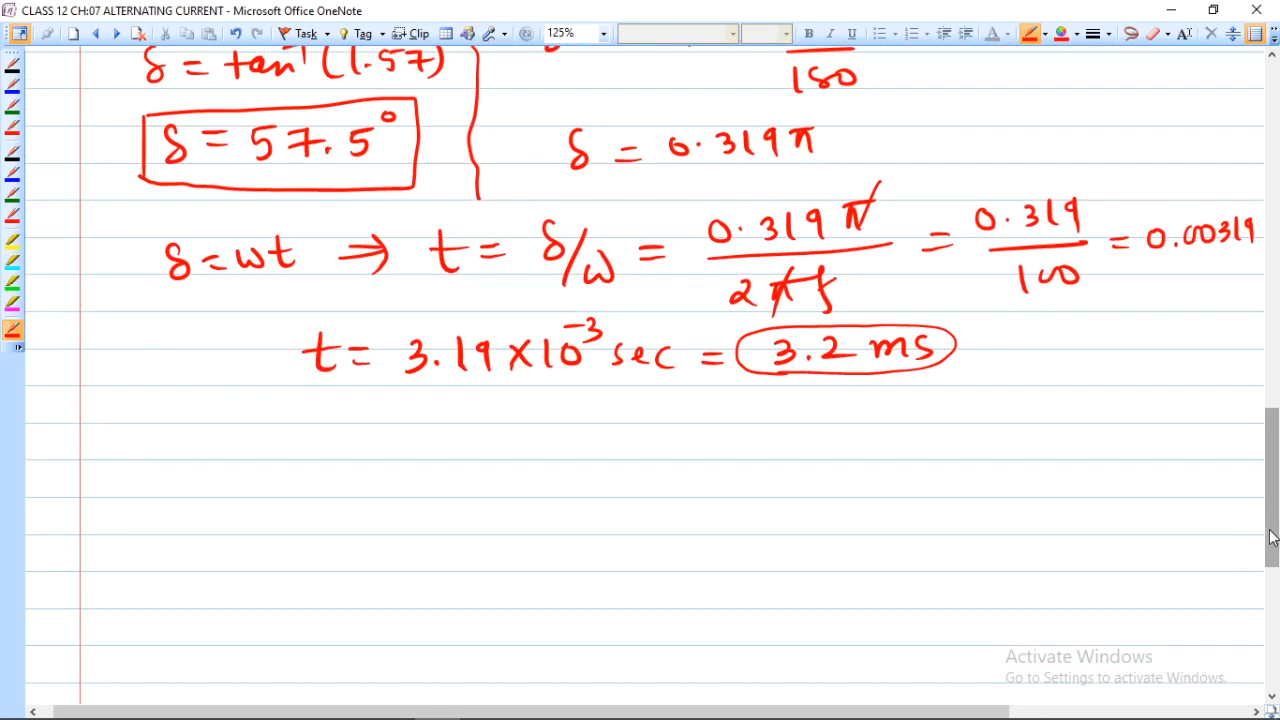 CLASS 12 CH:07 ALTERNATING CURRENT - Microsoft Office OneNote
Task Tag Clip 125% B I U A A
δ = tan⁻¹ (1.57)
180
δ = 57.5°
δ = 0.319π
δ = ωt ⇒ t = δ/ω = 0.319π / 2πf = 0.319 / 100 = 0.00319
t = 3.19 × 10⁻³ sec = 3.2 ms
Activate Windows
Go to Settings to activate Windows.